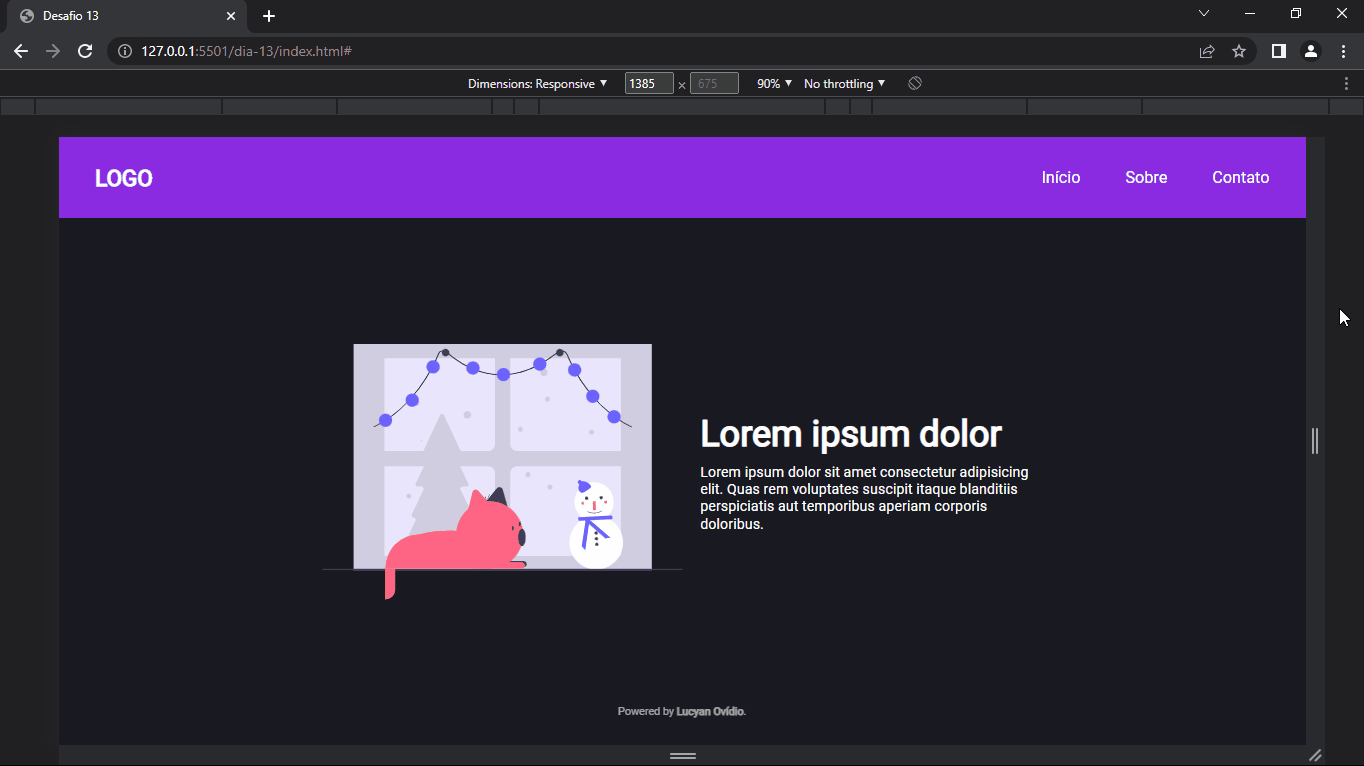 Desafio 13
127.0.0.1:5501/dia-13/index.html#
Dimensions: Responsive 1385 x 675 90% No throttling
LOGO Início Sobre Contato
Lorem ipsum dolor
Lorem ipsum dolor sit amet consectetur adipisicing
elit. Quas rem voluptates suscipit itaque blanditiis
perspiciatis aut temporibus aperiam corporis
doloribus.
Powered by Lucyan Ovídio.